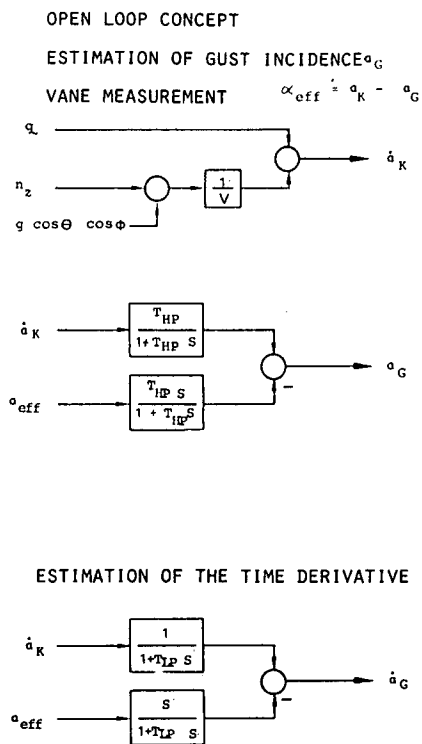 OPEN LOOP CONCEPT
ESTIMATION OF GUST INCIDENCE α_G
VANE MEASUREMENT α_eff = α_K - α_G
q
α̇_K
n_z
1
V
g cosθ cosφ
T_HP
α̇_K
1+T_HP S
α_G
T_HP S
α_eff
1 + T_HP S
ESTIMATION OF THE TIME DERIVATIVE
1
α̇_K
1+T_LP S
α̇_G
-
S
α_eff
1+T_LP S